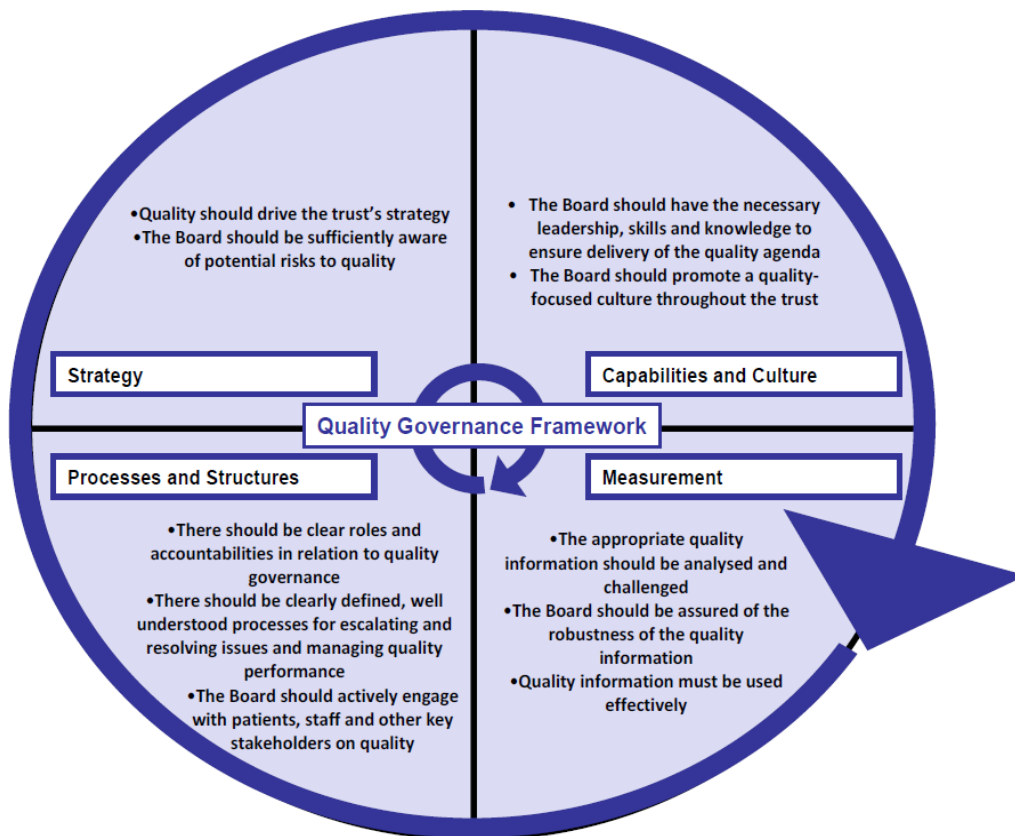 •Quality should drive the trust's strategy
•The Board should be sufficiently aware
of potential risks to quality
Strategy
• The Board should have the necessary
leadership, skills and knowledge to
ensure delivery of the quality agenda
• The Board should promote a quality-
focused culture throughout the trust
Capabilities and Culture
Quality Governance Framework
Processes and Structures
•There should be clear roles and
accountabilities in relation to quality
governance
•There should be clearly defined, well
understood processes for escalating and
resolving issues and managing quality
performance
•The Board should actively engage
with patients, staff and other key
stakeholders on quality
Measurement
•The appropriate quality
information should be analysed and
challenged
•The Board should be assured of the
robustness of the quality
information
•Quality information must be used
effectively